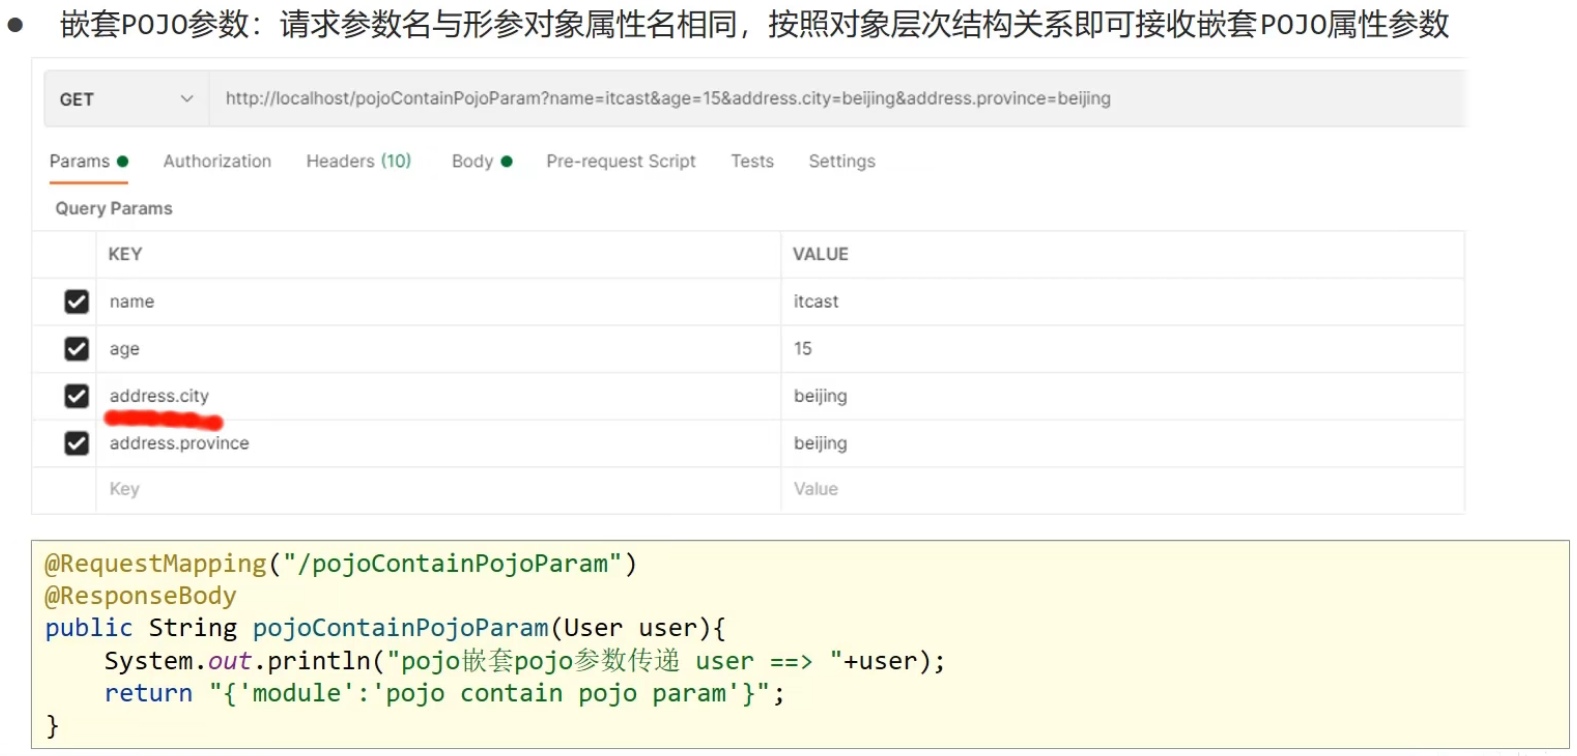 ● 嵌套POJO参数：请求参数名与形参对象属性名相同，按照对象层次结构关系即可接收嵌套POJO属性参数
GET http://localhost/pojoContainPojoParam?name=itcast&age=15&address.city=beijing&address.province=beijing
Params Authorization Headers (10) Body Pre-request Script Tests Settings
Query Params
KEY VALUE
name itcast
age 15
address.city beijing
address.province beijing
Key Value
@RequestMapping("/pojoContainPojoParam")
@ResponseBody
public String pojoContainPojoParam(User user){
    System.out.println("pojo嵌套pojo参数传递 user ==> "+user);
    return "{'module':'pojo contain pojo param'}";
}